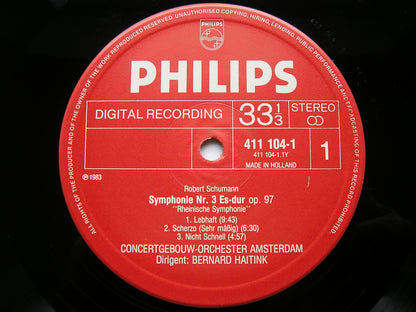 ALL RIGHTS OF THE PRODUCER AND OF THE OWNER OF THE WORK REPRODUCED RESERVED. UNAUTHORISED COPYING, HIRING, LENDING, PUBLIC PERFORMANCE AND BROADCASTING OF THIS RECORD PROHIBITED.
PHILIPS
PHILIPS
DIGITAL RECORDING
33 1/3
STEREO
411 104-1
411 104-1.1Y
MADE IN HOLLAND
1
℗ 1983
Robert Schumann
Symphonie Nr. 3 Es-dur op. 97
"Rheinische Symphonie"
1. Lebhaft (9:43)
2. Scherzo (Sehr mäßig) (6:30)
3. Nicht Schnell (4:57)
CONCERTGEBOUW-ORCHESTER AMSTERDAM
Dirigent: BERNARD HAITINK